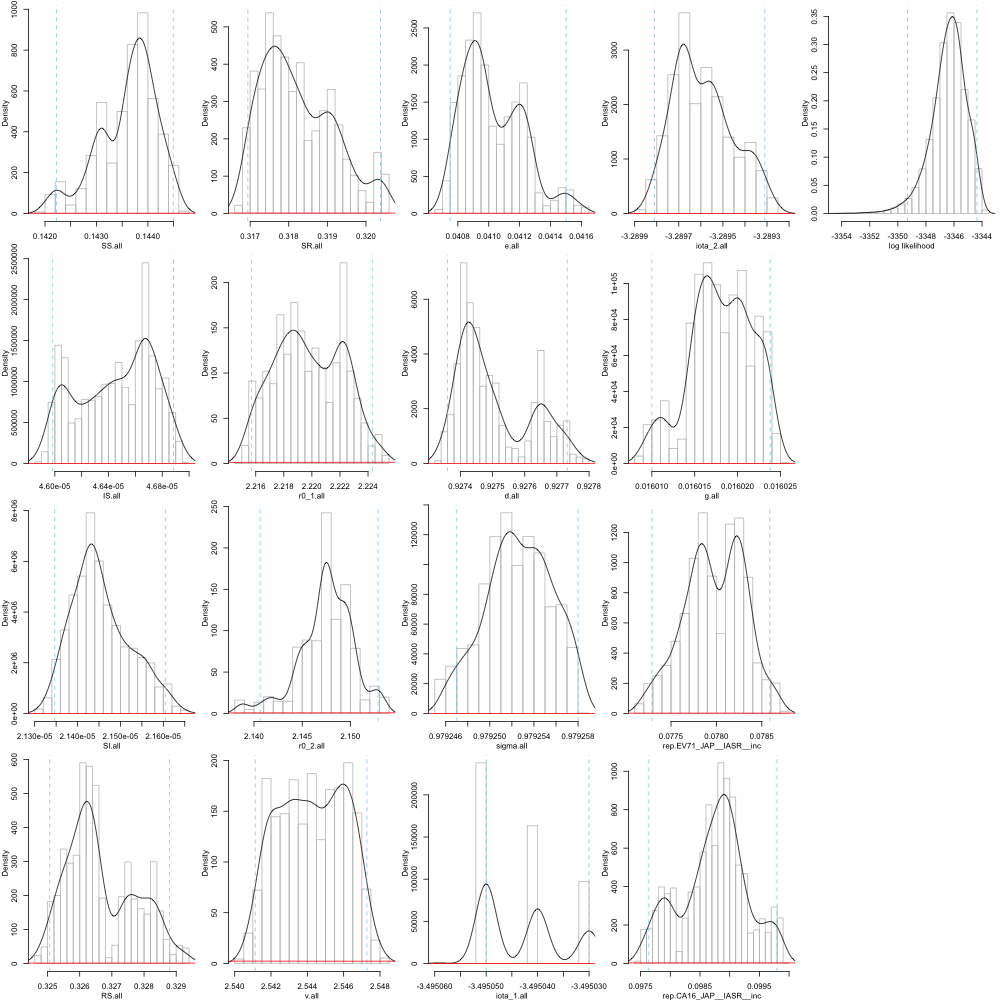 Density
0 200 400 600 800 1000
0.1420 0.1430 0.1440
SS.all
Density
0 100 200 300 400 500
0.317 0.318 0.319 0.320
SR.all
Density
0 500 1000 1500 2000 2500
0.0408 0.0410 0.0412 0.0414 0.0416
e.all
Density
0 1000 2000 3000
-3.2899 -3.2897 -3.2895 -3.2893
iota_2.all
Density
0.00 0.05 0.10 0.15 0.20 0.25 0.30 0.35
-3354 -3352 -3350 -3348 -3346 -3344
log likelihood
Density
0 500000 1000000 1500000 2000000 2500000
4.60e-05 4.64e-05 4.68e-05
IS.all
Density
0 50 100 150 200
2.216 2.218 2.220 2.222 2.224
r0_1.all
Density
0 2000 4000 6000
0.9274 0.9275 0.9276 0.9277 0.9278
d.all
Density
0e+00 2e+04 4e+04 6e+04 8e+04 1e+05
0.016010 0.016015 0.016020 0.016025
g.all
Density
0e+00 2e+06 4e+06 6e+06 8e+06
2.130e-05 2.140e-05 2.150e-05 2.160e-05
SI.all
Density
0 50 100 150 200 250
2.140 2.145 2.150
r0_2.all
Density
0 20000 40000 60000 80000 120000
0.979246 0.979250 0.979254 0.979258
sigma.all
Density
0 200 400 600 800 1000 1200
0.0775 0.0780 0.0785
rep.EV71_JAP__IASR__inc
Density
0 100 200 300 400 500 600
0.325 0.326 0.327 0.328 0.329
RS.all
Density
0 50 100 150 200
2.540 2.542 2.544 2.546 2.548
v.all
Density
0 50000 100000 150000 200000
-3.495060 -3.495050 -3.495040 -3.495030
iota_1.all
Density
0 200 400 600 800 1000
0.0975 0.0985 0.0995
rep.CA16_JAP__IASR__inc